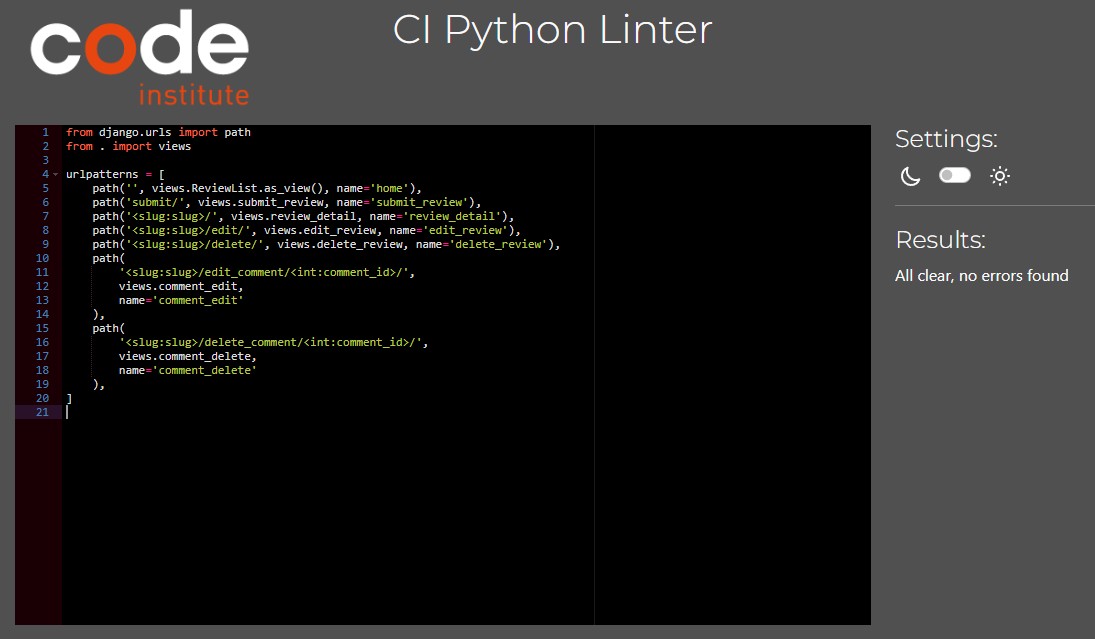 code
institute
CI Python Linter
1 from django.urls import path
2 from . import views
3
4 urlpatterns = [
5     path('', views.ReviewList.as_view(), name='home'),
6     path('submit/', views.submit_review, name='submit_review'),
7     path('<slug:slug>/', views.review_detail, name='review_detail'),
8     path('<slug:slug>/edit/', views.edit_review, name='edit_review'),
9     path('<slug:slug>/delete/', views.delete_review, name='delete_review'),
10     path(
11         '<slug:slug>/edit_comment/<int:comment_id>/',
12         views.comment_edit,
13         name='comment_edit'
14     ),
15     path(
16         '<slug:slug>/delete_comment/<int:comment_id>/',
17         views.comment_delete,
18         name='comment_delete'
19     ),
20 ]
21
Settings:
Results:
All clear, no errors found